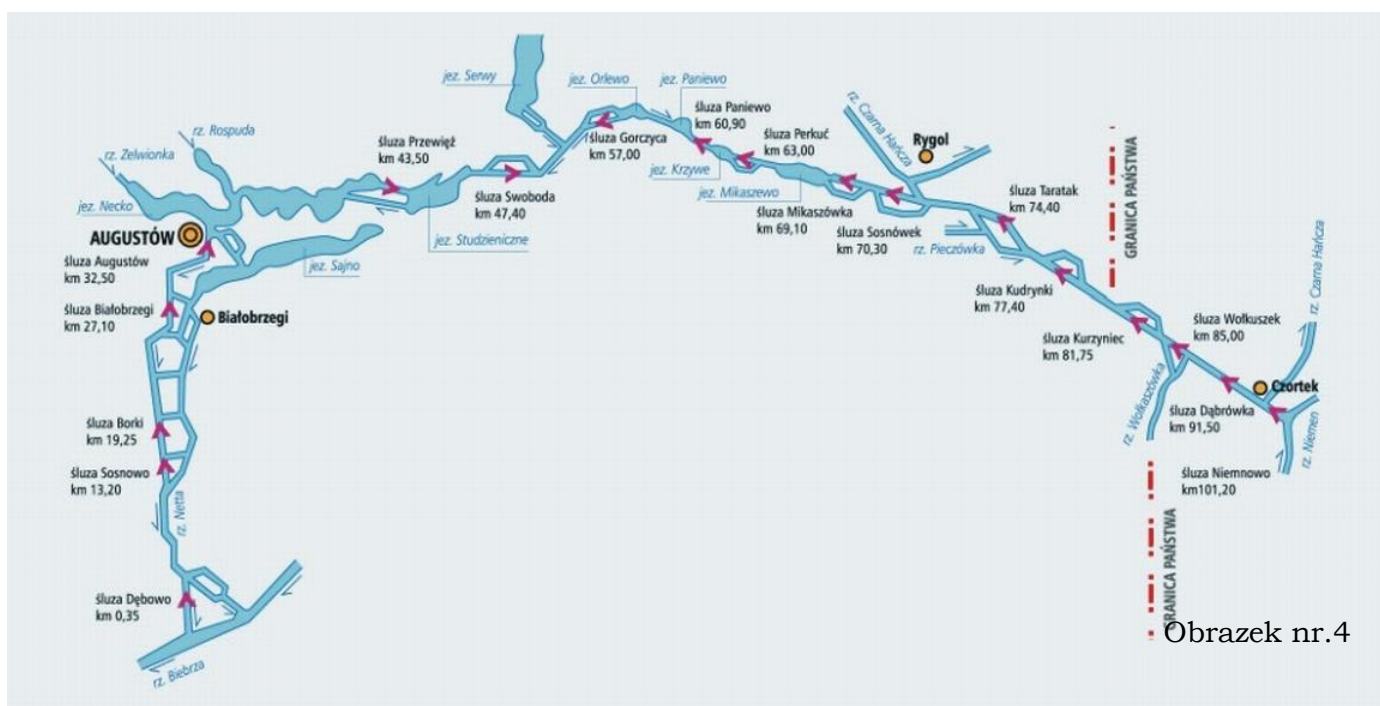 jez. Serwy
jez. Orlewo
jez. Paniewo
śluza Paniewo
km 60,90
rz. Czarna Hańcza
rz. Rospuda
śluza Przewięź
km 43,50
śluza Gorczyca
km 57,00
śluza Perkuć
km 63,00
Rygol
GRANICA PAŃSTWA
rz. Zelwionka
jez. Krzywe
jez. Mikaszewo
śluza Taratak
km 74,40
jez. Necko
śluza Swoboda
km 47,40
śluza Mikaszówka
km 69,10
śluza Sosnówek
km 70,30
AUGUSTÓW
jez. Studzieniczne
rz. Pieczówka
śluza Augustów
km 32,50
jez. Sajno
rz. Czarna Hańcza
śluza Kudrynki
km 77,40
śluza Białobrzegi
km 27,10
Białobrzegi
śluza Wołkuszek
km 85,00
śluza Kurzyniec
km 81,75
Czortek
rz. Wołkaszówka
śluza Dąbrówka
km 91,50
śluza Borki
km 19,25
rz. Niemen
śluza Sosnowo
km 13,20
śluza Niemnowo
km101,20
rz. Netta
GRANICA PAŃSTWA
śluza Dębowo
km 0,35
Obrazek nr.4
rz. Biebrza